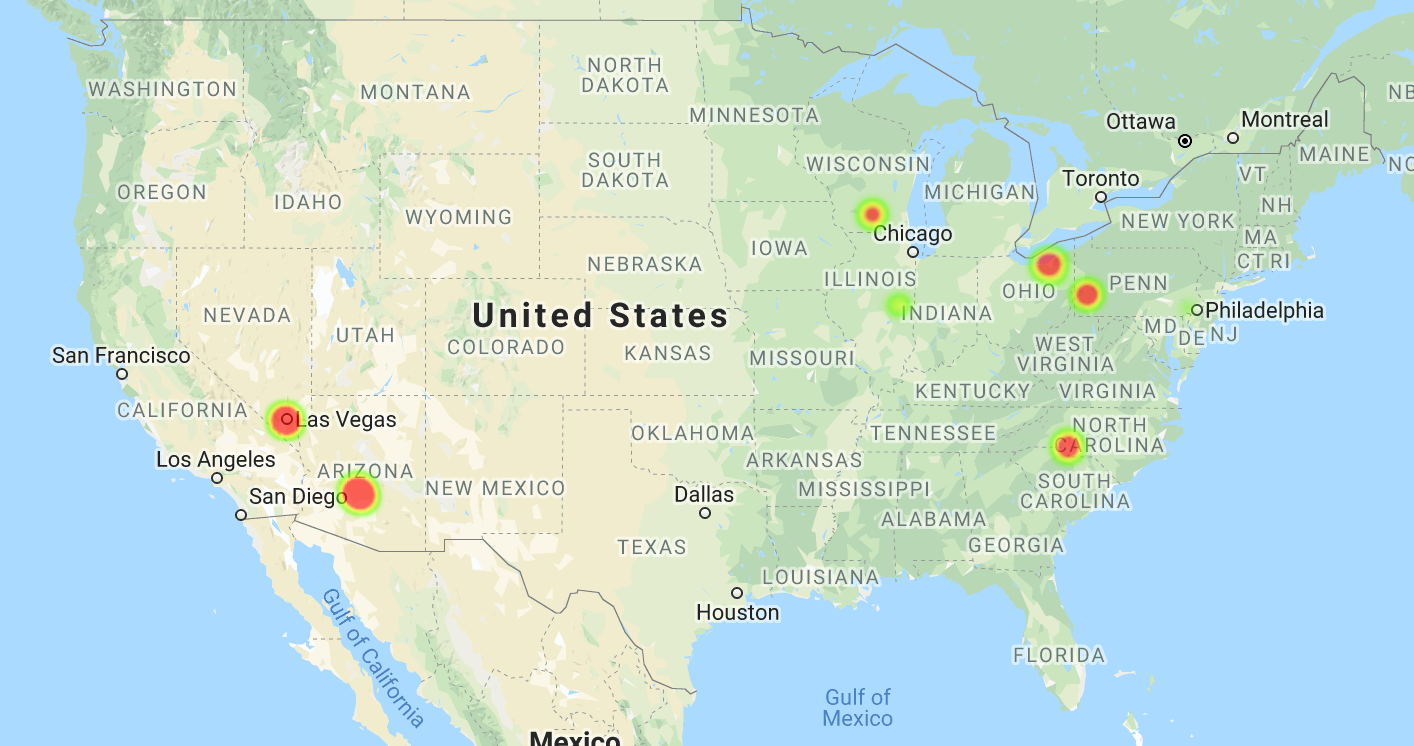 NORTH
DAKOTA
WASHINGTON
MONTANA
NB
MINNESOTA
Ottawa
Montreal
MAINE
NO
SOUTH
DAKOTA
WISCONSIN
VT
Toronto
MICHIGAN
OREGON
IDAHO
WYOMING
NH
NEW YORK
Chicago
MA
IOWA
CT RI
NEBRASKA
ILLINOIS
PENN
OHIO
United States
NEVADA
INDIANA
Philadelphia
UTAH
COLORADO
KANSAS
MISSOURI
MD
DE
NJ
WEST
VIRGINIA
San Francisco
KENTUCKY
VIRGINIA
CALIFORNIA
Las Vegas
OKLAHOMA
TENNESSEE
NORTH
CAROLINA
Los Angeles
ARIZONA
ARKANSAS
San Diego
NEW MEXICO
Dallas
MISSISSIPPI
SOUTH
CAROLINA
ALABAMA
TEXAS
GEORGIA
LOUISIANA
Houston
Gulf of California
FLORIDA
Gulf of
Mexico
Mexico